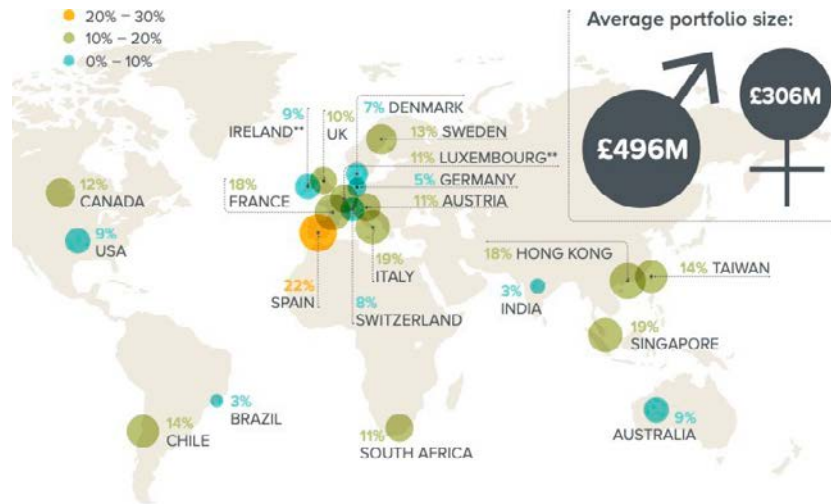 20% – 30%
10% – 20%
0% – 10%
Average portfolio size:
£496M
£306M
9%
IRELAND**
10%
UK
7% DENMARK
13% SWEDEN
11% LUXEMBOURG**
5% GERMANY
11% AUSTRIA
18%
FRANCE
12%
CANADA
9%
USA
22%
SPAIN
19%
ITALY
8%
SWITZERLAND
18% HONG KONG
14% TAIWAN
3%
INDIA
19%
SINGAPORE
3%
BRAZIL
14%
CHILE
11%
SOUTH AFRICA
9%
AUSTRALIA